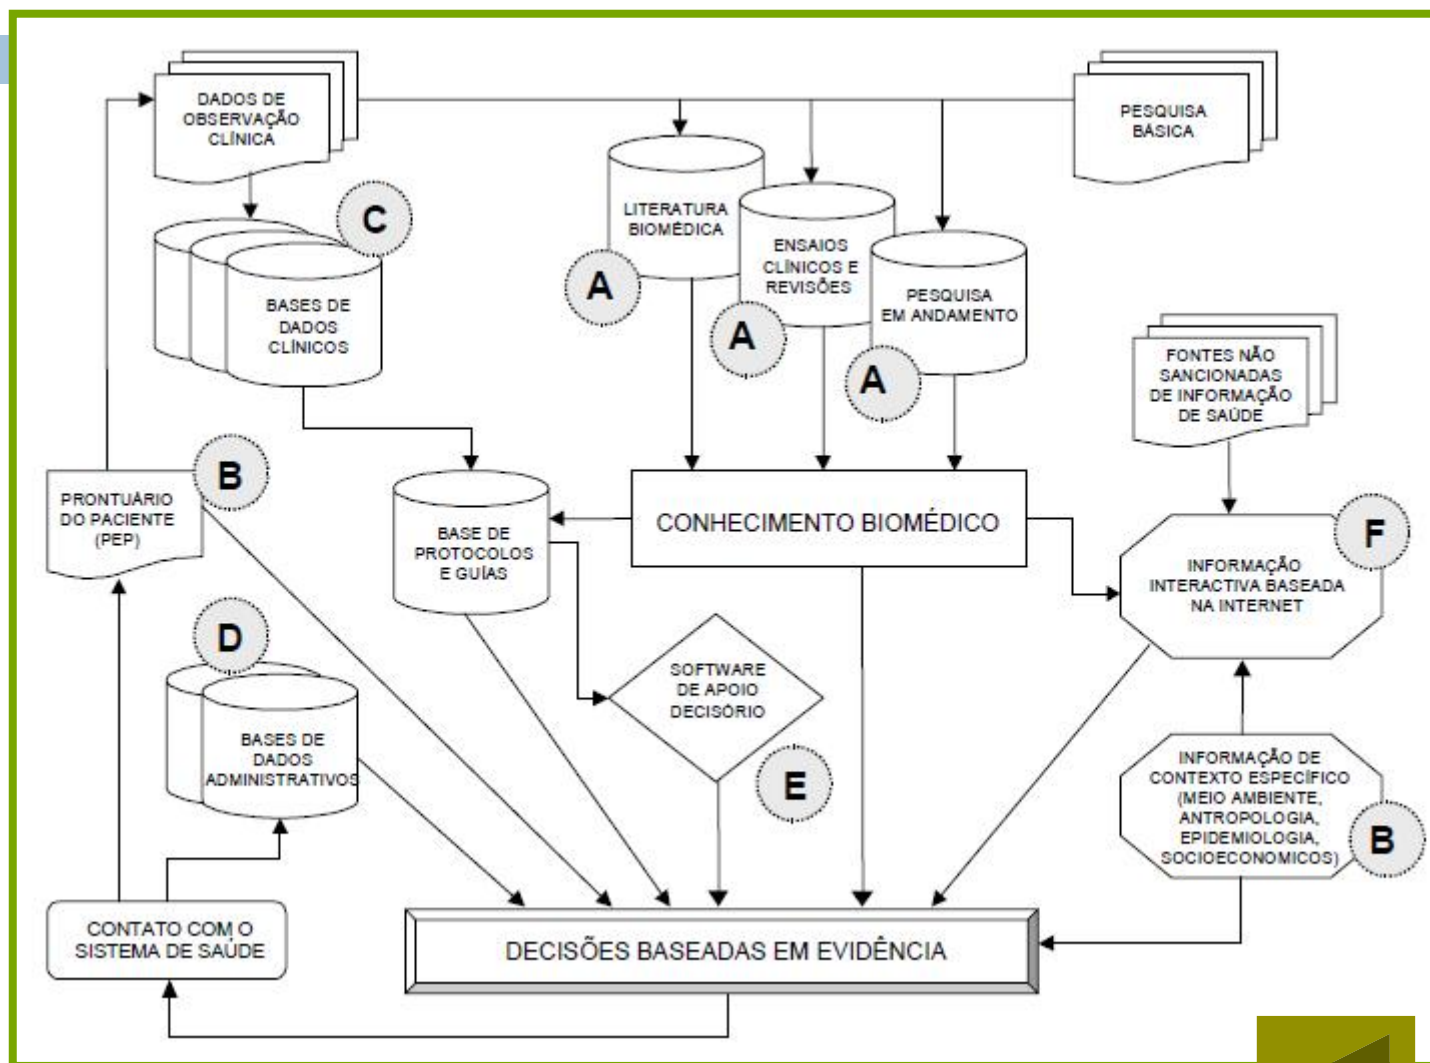 DADOS DE
OBSERVAÇÃO
CLÍNICA
PESQUISA
BÁSICA
LITERATURA
BIOMÉDICA
A
ENSAIOS
CLÍNICOS E
REVISÕES
A
PESQUISA
EM ANDAMENTO
A
C
BASES DE
DADOS
CLÍNICOS
FONTES NÃO
SANCIONADAS
DE INFORMAÇÃO
DE SAÚDE
B
PRONTUÁRIO
DO PACIENTE
(PEP)
BASE DE
PROTOCOLOS
E GUÍAS
CONHECIMENTO BIOMÉDICO
F
INFORMAÇÃO
INTERACTIVA BASEADA
NA INTERNET
D
BASES DE
DADOS
ADMINISTRATIVOS
SOFTWARE
DE APOIO
DECISÓRIO
E
INFORMAÇÃO DE
CONTEXTO ESPECÍFICO
(MEIO AMBIENTE,
ANTROPOLOGIA,
EPIDEMIOLOGIA,
SOCIOECONOMICOS)
B
CONTATO COM O
SISTEMA DE SAÚDE
DECISÕES BASEADAS EM EVIDÊNCIA